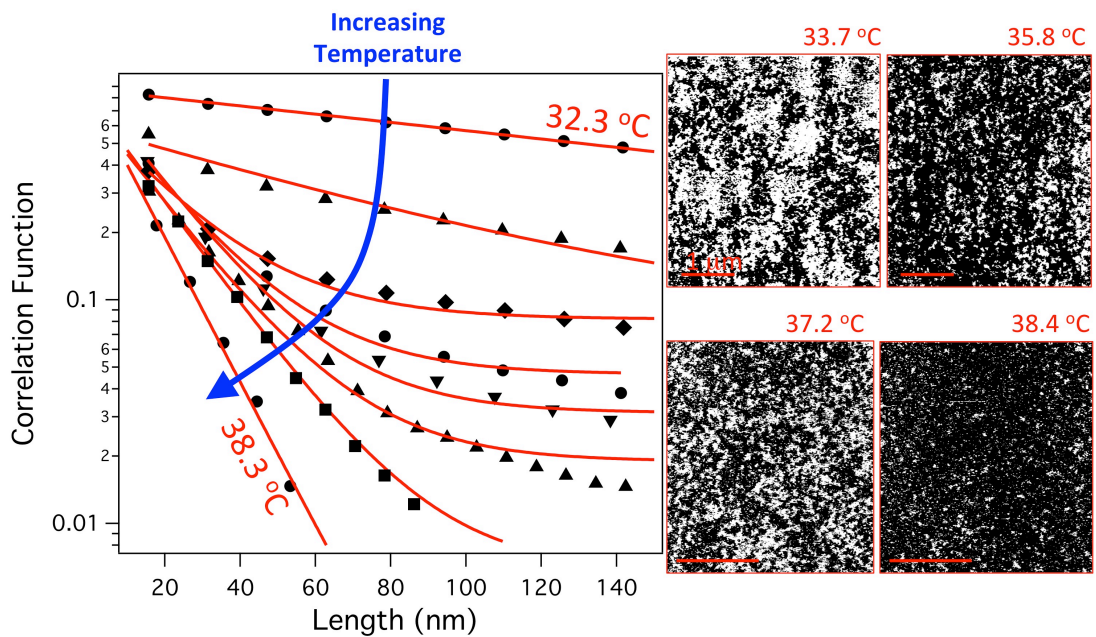 Increasing
Temperature
33.7 °C
35.8 °C
32.3 °C
1 μm
6
5
4
3
2
0.1
6
5
4
3
2
0.01
Correlation Function
38.3 °C
37.2 °C
38.4 °C
20
40
60
80
100
120
140
Length (nm)